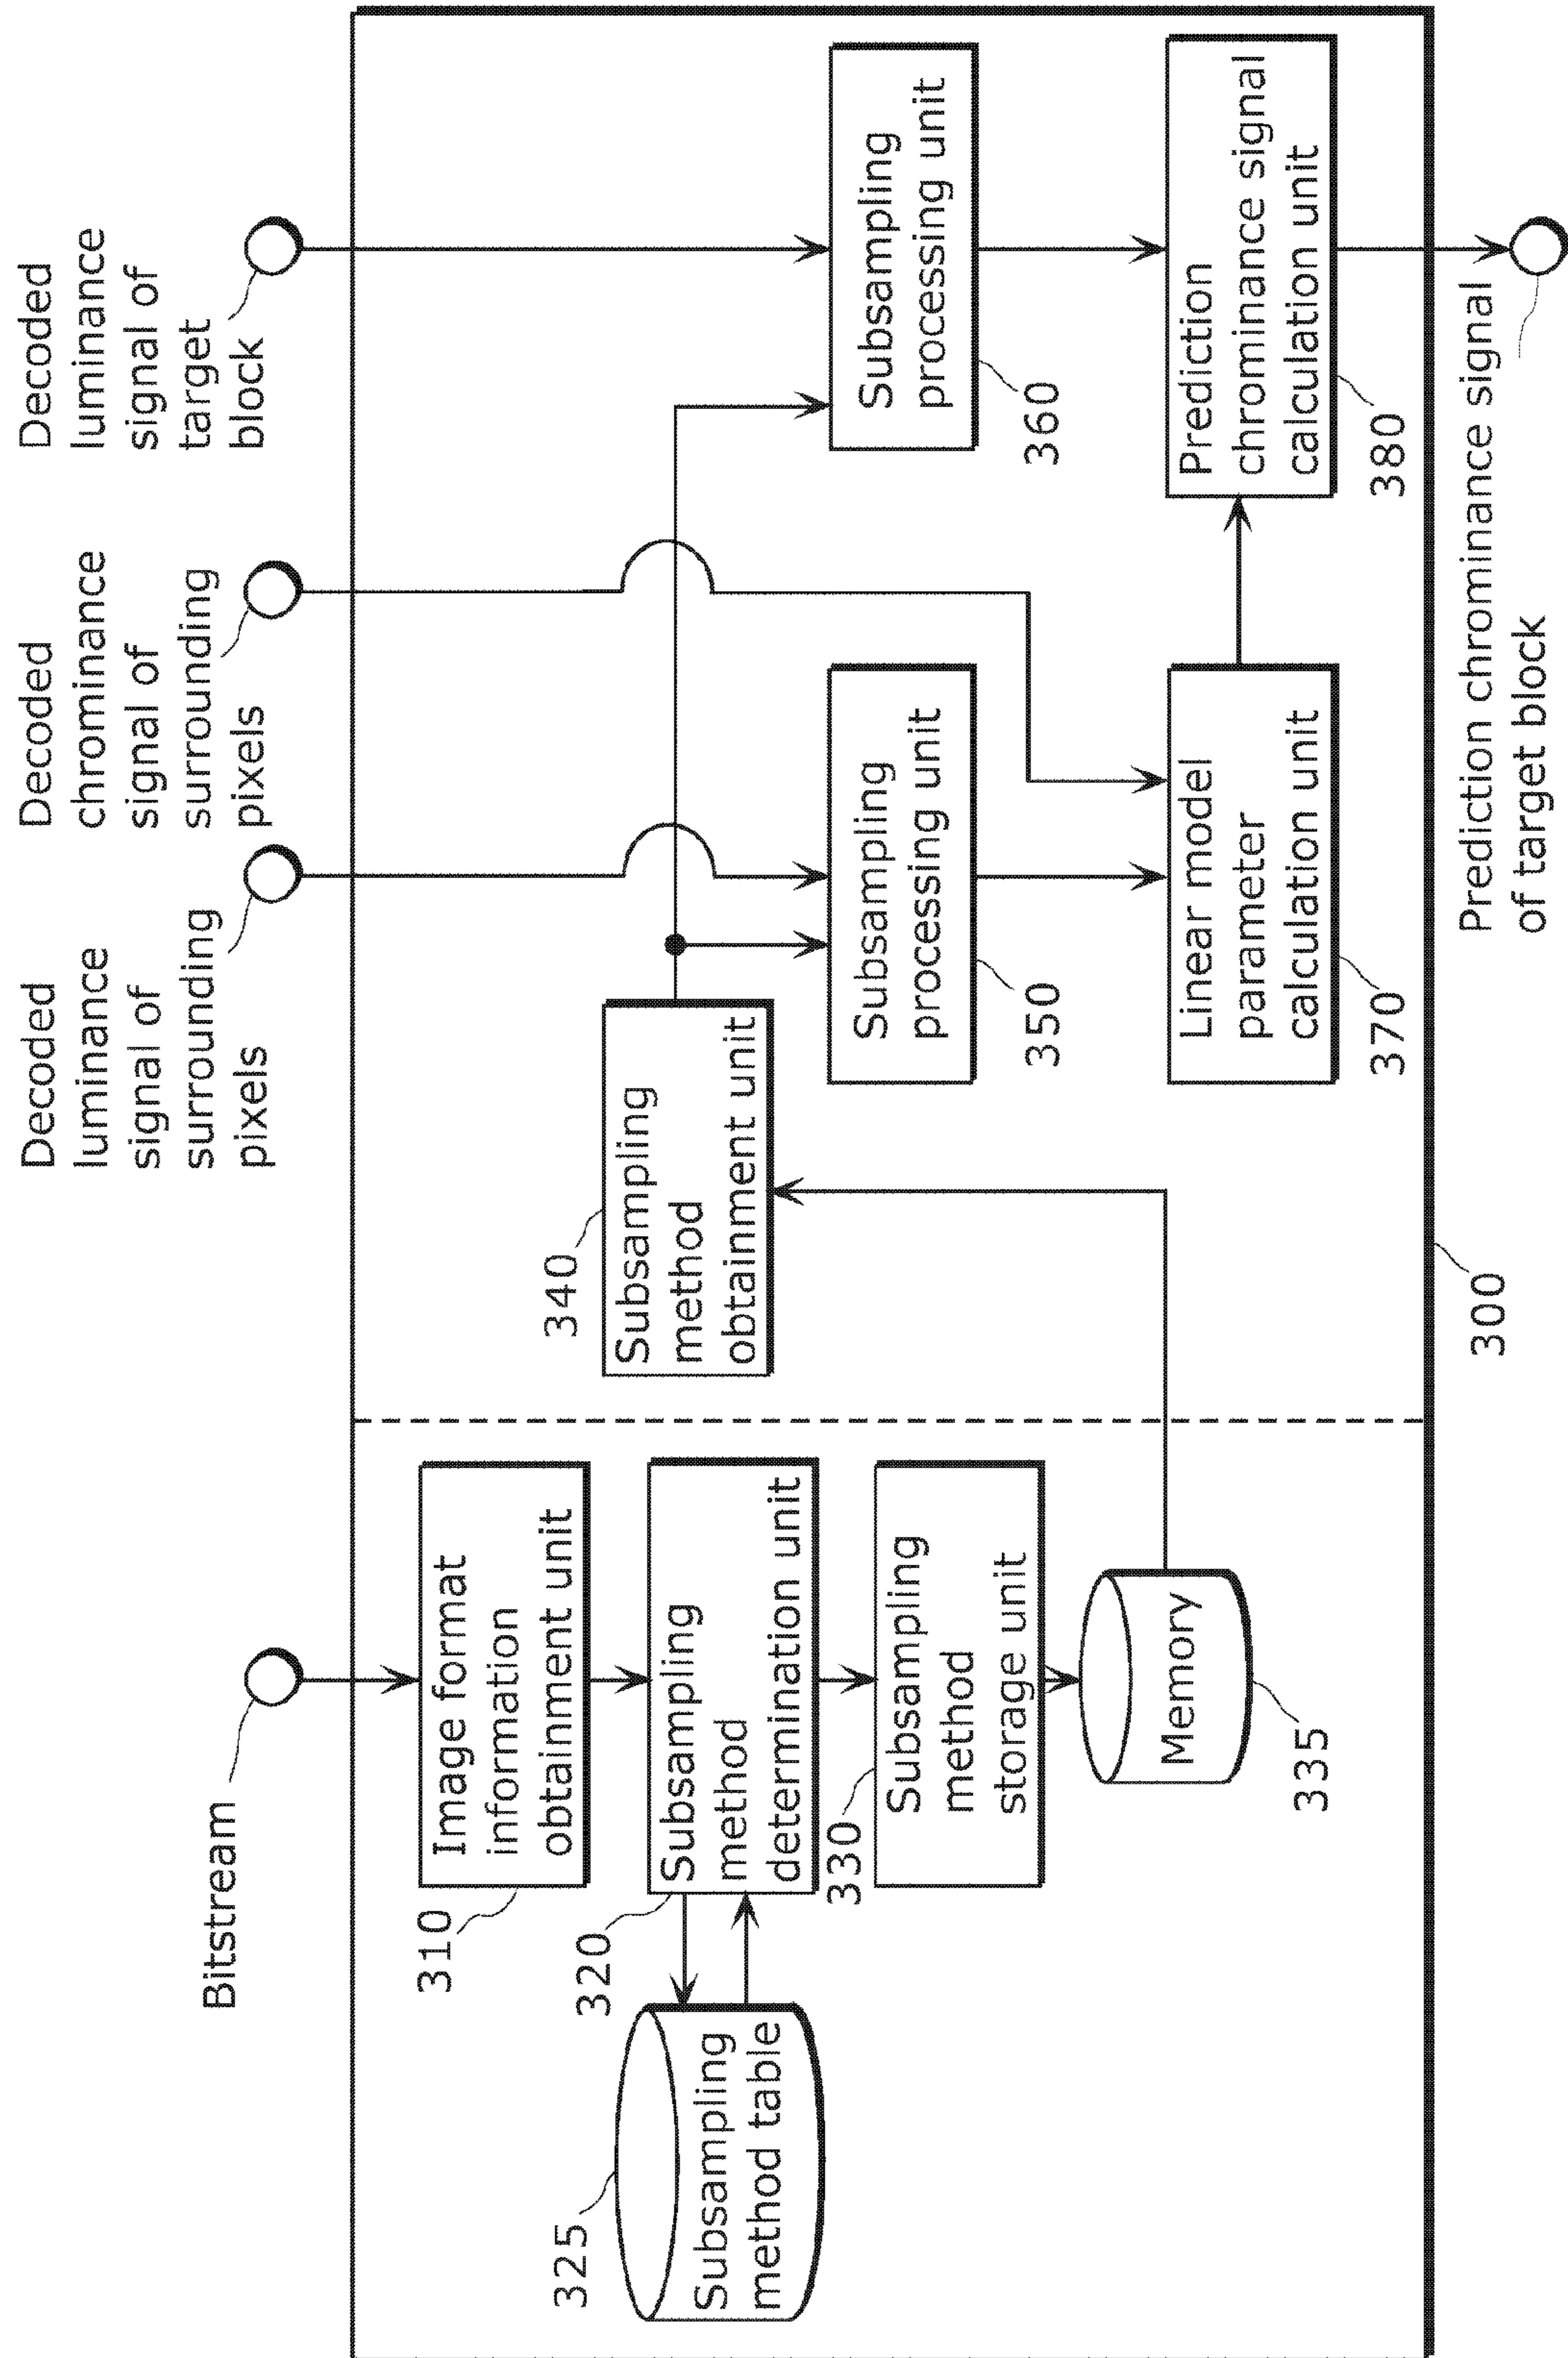 Bitstream
Decoded
luminance
signal of
surrounding
pixels
Decoded
chrominance
signal of
surrounding
pixels
Decoded
luminance
signal of
target
block
310
Image format
information
obtainment unit
320
Subsampling
method
determination unit
325
Subsampling
method table
330
Subsampling
method
storage unit
Memory
335
340
Subsampling
method
obtainment unit
Subsampling
processing unit
350
Subsampling
processing unit
360
Linear model
parameter
calculation unit
370
Prediction
chrominance signal
calculation unit
380
300
Prediction chrominance signal
of target block